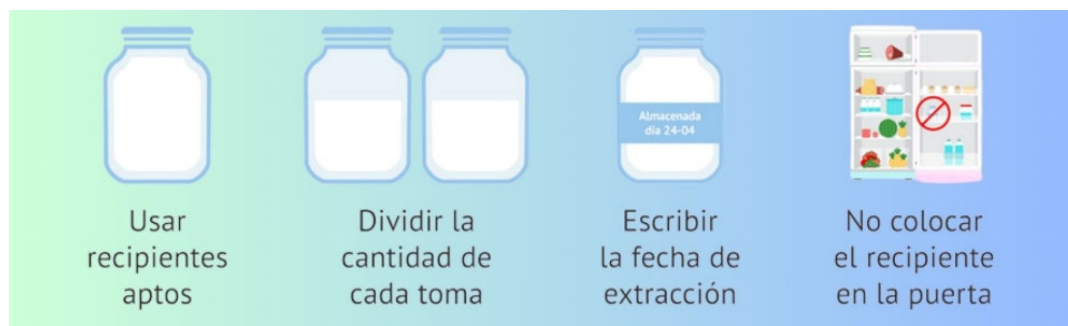 Almacenada
día 24-04
Usar
recipientes
aptos
Dividir la
cantidad de
cada toma
Escribir
la fecha de
extracción
No colocar
el recipiente
en la puerta